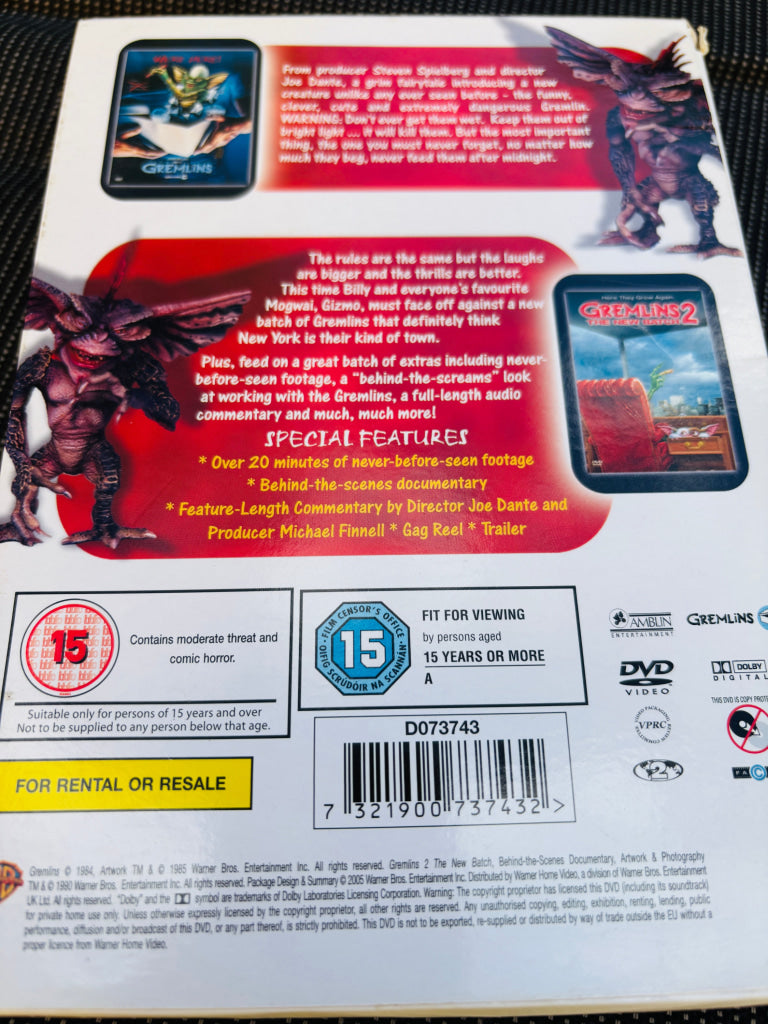 GREMLINS
From producer Steven Spielberg and director
Joe Dante, a grim fairytale introducing a new
creature unlike any ever seen before - the funny,
clever, cute and extremely dangerous Gremlin.
WARNING: Don't ever get them wet. Keep them out of
bright light ... it will kill them. But the most important
thing, the one you must never forget, no matter how
much they beg, never feed them after midnight.
The rules are the same but the laughs
are bigger and the thrills are better.
This time Billy and everyone's favourite
Mogwai, Gizmo, must face off against a new
batch of Gremlins that definitely think
New York is their kind of town.
Plus, feed on a great batch of extras including never-
before-seen footage, a "behind-the-screams" look
at working with the Gremlins, a full-length audio
commentary and much, much more!
SPECIAL FEATURES
* Over 20 minutes of never-before-seen footage
* Behind-the-scenes documentary
* Feature-Length Commentary by Director Joe Dante and
Producer Michael Finnell * Gag Reel * Trailer
Here They Grow Again.
GREMLINS 2
THE NEW BATCH
15
Contains moderate threat and
comic horror.
Suitable only for persons of 15 years and over
Not to be supplied to any person below that age.
FILM CENSOR'S OFFICE
15
OIFIG SCRÚDÓIR NA SCANNÁN
FIT FOR VIEWING
by persons aged
15 YEARS OR MORE
A
AMBLIN
ENTERTAINMENT
GREMLINS
DVD
VIDEO
DOLBY
DIGITAL
THIS DVD IS COPY PROTE
VIDEO PACKAGING REVIEW COMMITTEE
VPRC
2
FACT
FOR RENTAL OR RESALE
D073743
7 321900 737432 >
Gremlins © 1984, Artwork TM & © 1985 Warner Bros. Entertainment Inc. All rights reserved. Gremlins 2 The New Batch, Behind-the-Scenes Documentary, Artwork & Photography
TM & © 1990 Warner Bros. Entertainment Inc. All rights reserved. Package Design & Summary © 2005 Warner Bros. Entertainment Inc. Distributed by Warner Home Video, a division of Warner Bros. Entertainment
UK Ltd. All rights reserved. "Dolby" and the symbol are trademarks of Dolby Laboratories Licensing Corporation. Warning: The copyright proprietor has licensed this DVD (including its soundtrack)
for private home use only. Unless otherwise expressly licensed by the copyright proprietor, all other rights are reserved. Any unauthorised copying, editing, exhibition, renting, lending, public
performance, diffusion and/or broadcast of this DVD, or any part thereof, is strictly prohibited. This DVD is not to be exported, re-supplied or distributed by way of trade outside the EU without a
proper licence from Warner Home Video.